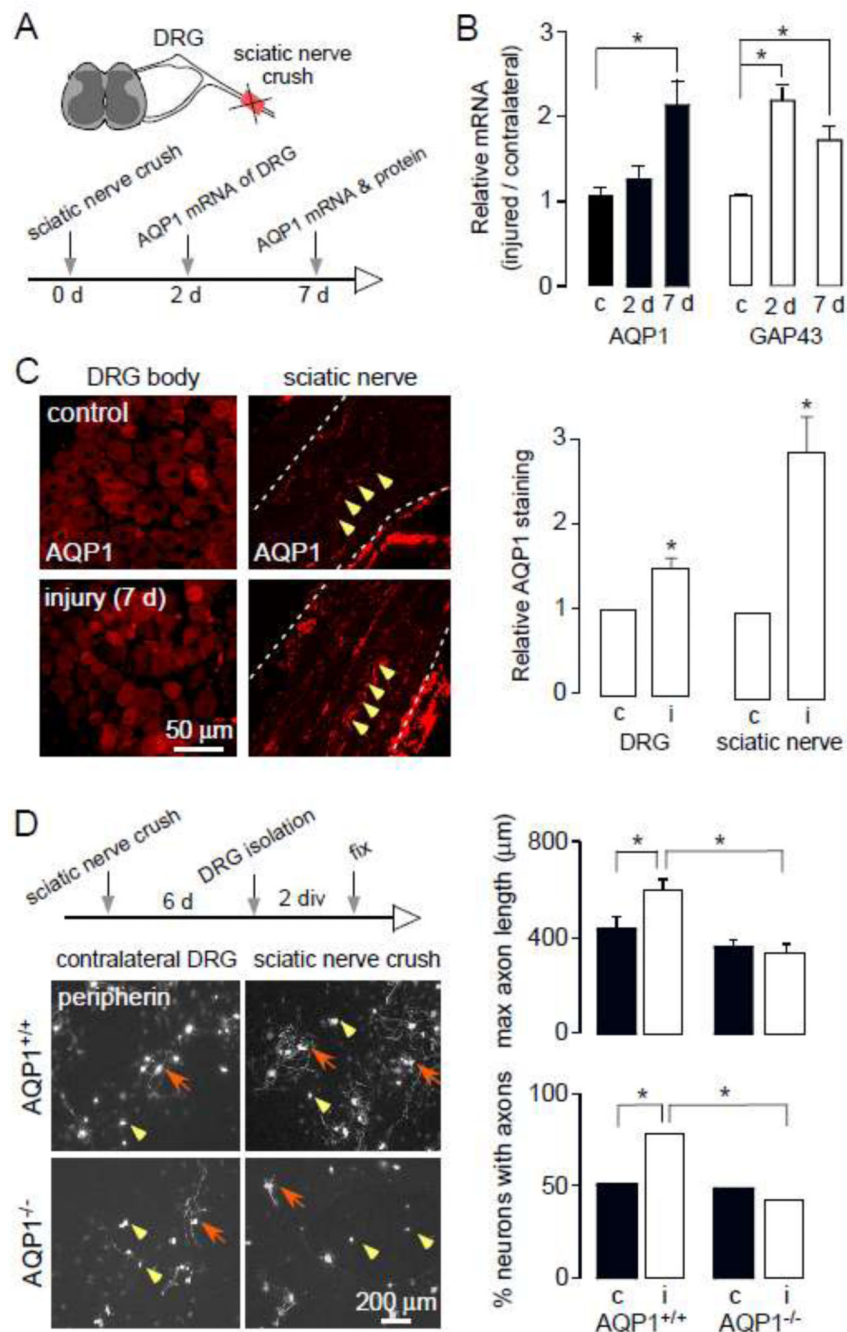 A
DRG
sciatic nerve
crush
sciatic nerve crush
AQP1 mRNA of DRG
AQP1 mRNA & protein
0 d
2 d
7 d
B
Relative mRNA
(injured / contralateral)
3
2
1
0
*
*
*
c
2 d
7 d
c
2 d
7 d
AQP1
GAP43
C
DRG body
sciatic nerve
control
AQP1
AQP1
injury (7 d)
50 µm
Relative AQP1 staining
3
2
1
0
*
*
c
i
c
i
DRG
sciatic nerve
D
sciatic nerve crush
DRG isolation
fix
6 d
2 div
contralateral DRG
sciatic nerve crush
peripherin
AQP1+/+
AQP1-/-
200 µm
max axon length (µm)
800
400
0
*
*
% neurons with axons
100
50
0
*
*
c
i
c
i
AQP1+/+
AQP1-/-